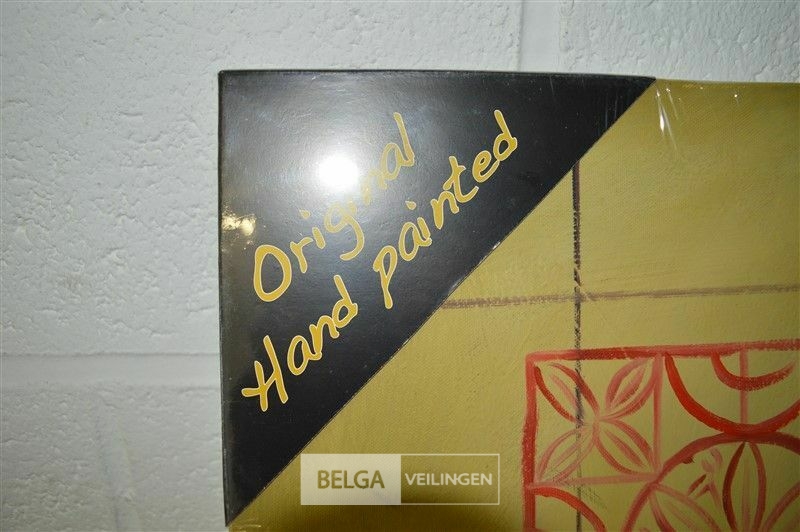 Original
Hand painted
BELGA VEILINGEN